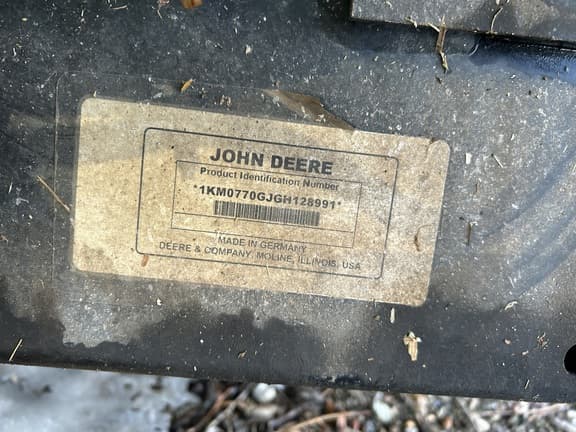 JOHN DEERE
Product Identification Number
*1KM0770GJGH128991*
MADE IN GERMANY
DEERE & COMPANY, MOLINE, ILLINOIS, USA